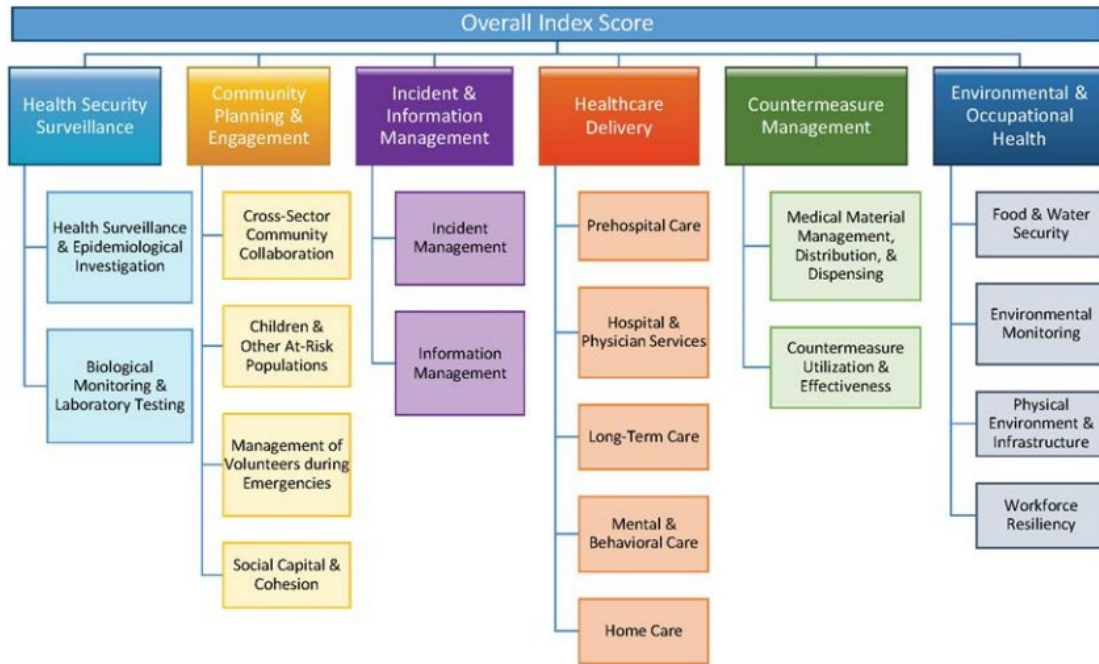 Overall Index Score
Health Security
Surveillance
Community
Planning &
Engagement
Incident &
Information
Management
Healthcare
Delivery
Countermeasure
Management
Environmental &
Occupational
Health
Health Surveillance
& Epidemiological
Investigation
Biological
Monitoring &
Laboratory Testing
Cross-Sector
Community
Collaboration
Children &
Other At-Risk
Populations
Management of
Volunteers during
Emergencies
Social Capital &
Cohesion
Incident
Management
Information
Management
Prehospital Care
Hospital &
Physician Services
Long-Term Care
Mental &
Behavioral Care
Home Care
Medical Material
Management,
Distribution, &
Dispensing
Countermeasure
Utilization &
Effectiveness
Food & Water
Security
Environmental
Monitoring
Physical
Environment &
Infrastructure
Workforce
Resiliency